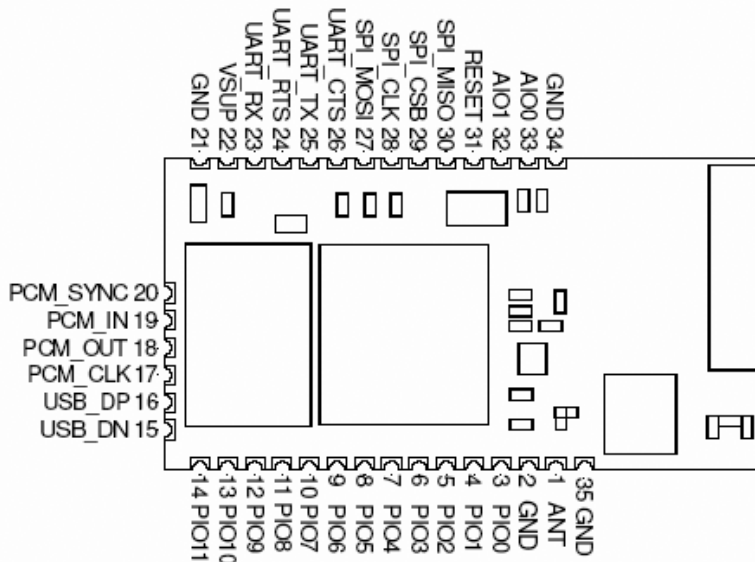 GND 21
VSUP 22
UART_RX 23
UART_RTS 24
UART_TX 25
UART_CTS 26
SPI_MOSI 27
SPI_CLK 28
SPI_CSB 29
SPI_MISO 30
RESET 31
AIO1 32
AIO0 33
GND 34
PCM_SYNC 20
PCM_IN 19
PCM_OUT 18
PCM_CLK 17
USB_DP 16
USB_DN 15
14 PIO11
13 PIO10
12 PIO9
11 PIO8
10 PIO7
9 PIO6
8 PIO5
7 PIO4
6 PIO3
5 PIO2
4 PIO1
3 PIO0
2 GND
1 ANT
35 GND